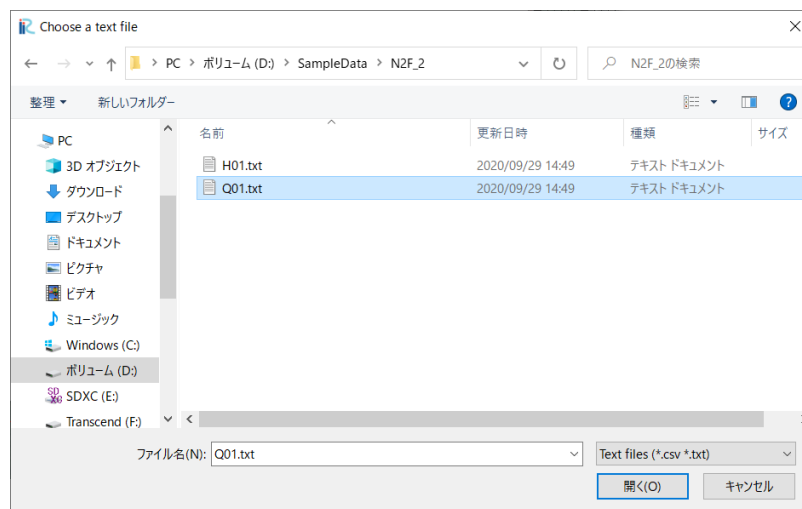 Choose a text file
PC > ボリューム (D:) > SampleData > N2F_2
N2F_2の検索
整理 新しいフォルダー
名前 更新日時 種類 サイズ
H01.txt 2020/09/29 14:49 テキスト ドキュメント
Q01.txt 2020/09/29 14:49 テキスト ドキュメント
PC
3D オブジェクト
ダウンロード
デスクトップ
ドキュメント
ピクチャ
ビデオ
ミュージック
Windows (C:)
ボリューム (D:)
SDXC (E:)
Transcend (F:)
ファイル名(N): Q01.txt Text files (*.csv *.txt)
開く(O) キャンセル